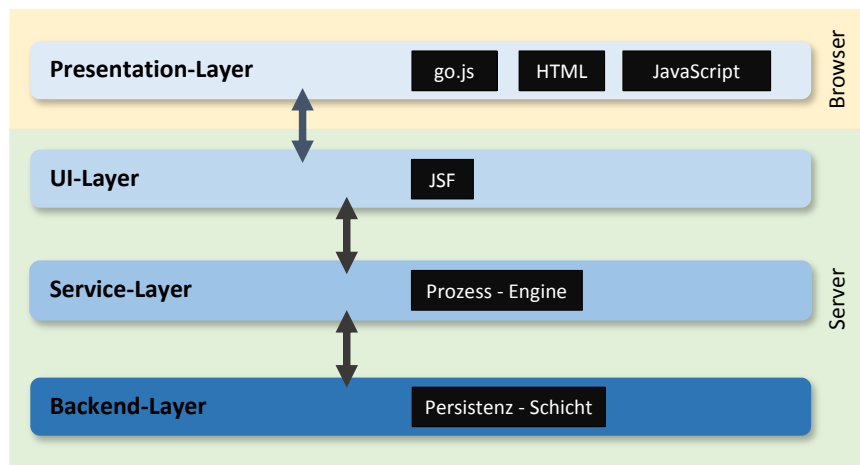 Presentation-Layer
go.js
HTML
JavaScript
Browser
UI-Layer
JSF
Service-Layer
Prozess - Engine
Server
Backend-Layer
Persistenz - Schicht